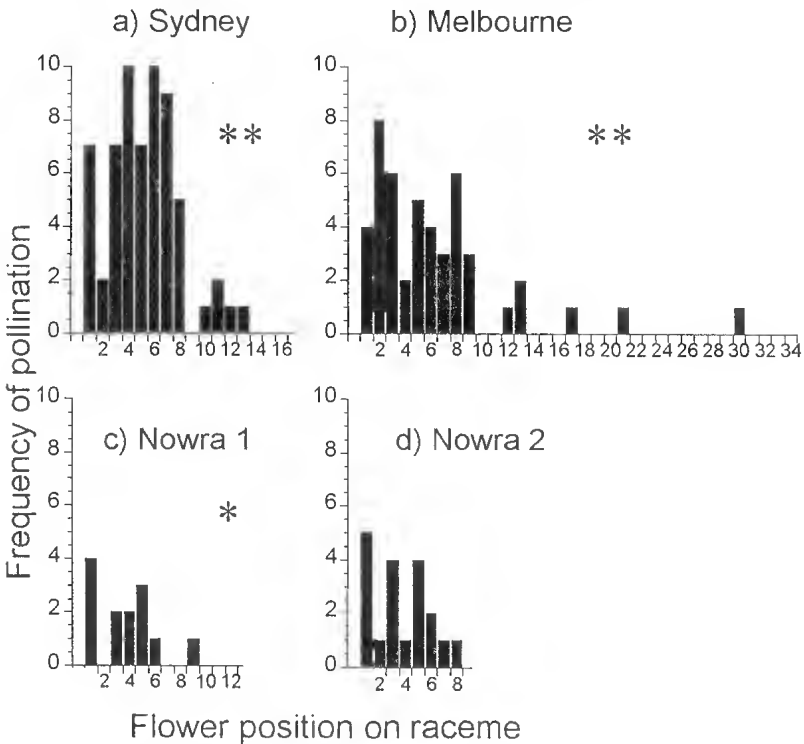 a) Sydney
b) Melbourne
10
8
6
4
2
0
**
2 4 6 8 10 12 14 16
10
8
6
4
2
0
**
2 4 6 8 10 12 14 16 18 20 22 24 26 28 30 32 34
Frequency of pollination
c) Nowra 1
d) Nowra 2
10
8
6
4
2
0
*
2 4 6 8 10 12
10
8
6
4
2
0
2 4 6 8
Flower position on raceme